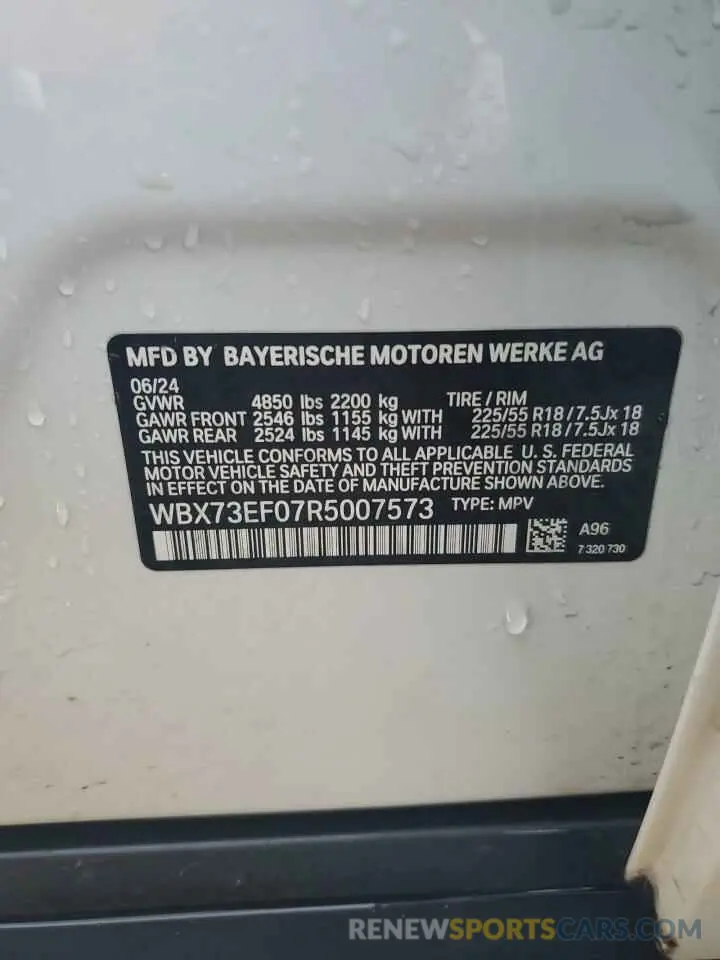 MFD BY BAYERISCHE MOTOREN WERKE AG
06/24
GVWR 4850 lbs 2200 kg TIRE / RIM
GAWR FRONT 2546 lbs 1155 kg WITH 225/55 R18 / 7.5Jx 18
GAWR REAR 2524 lbs 1145 kg WITH 225/55 R18 / 7.5Jx 18
THIS VEHICLE CONFORMS TO ALL APPLICABLE U. S. FEDERAL
MOTOR VEHICLE SAFETY AND THEFT PREVENTION STANDARDS
IN EFFECT ON THE DATE OF MANUFACTURE SHOWN ABOVE.
WBX73EF07R5007573 TYPE: MPV
A96
7 320 730
RENEWSPORTSCARS.COM